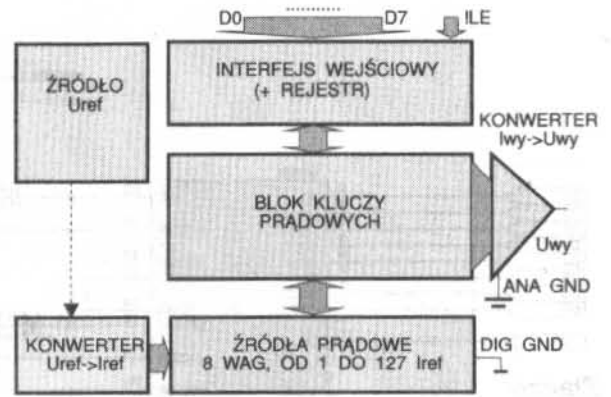 ..........
D0 D7 !LE
INTERFEJS WEJŚCIOWY
(+ REJESTR)
ŹRÓDŁO
Uref
KONWERTER
Iwy->Uwy
BLOK KLUCZY
PRĄDOWYCH
Uwy
ANA GND
KONWERTER
Uref->Iref
ŹRÓDŁA PRĄDOWE
8 WAG, OD 1 DO 127 Iref
DIG GND